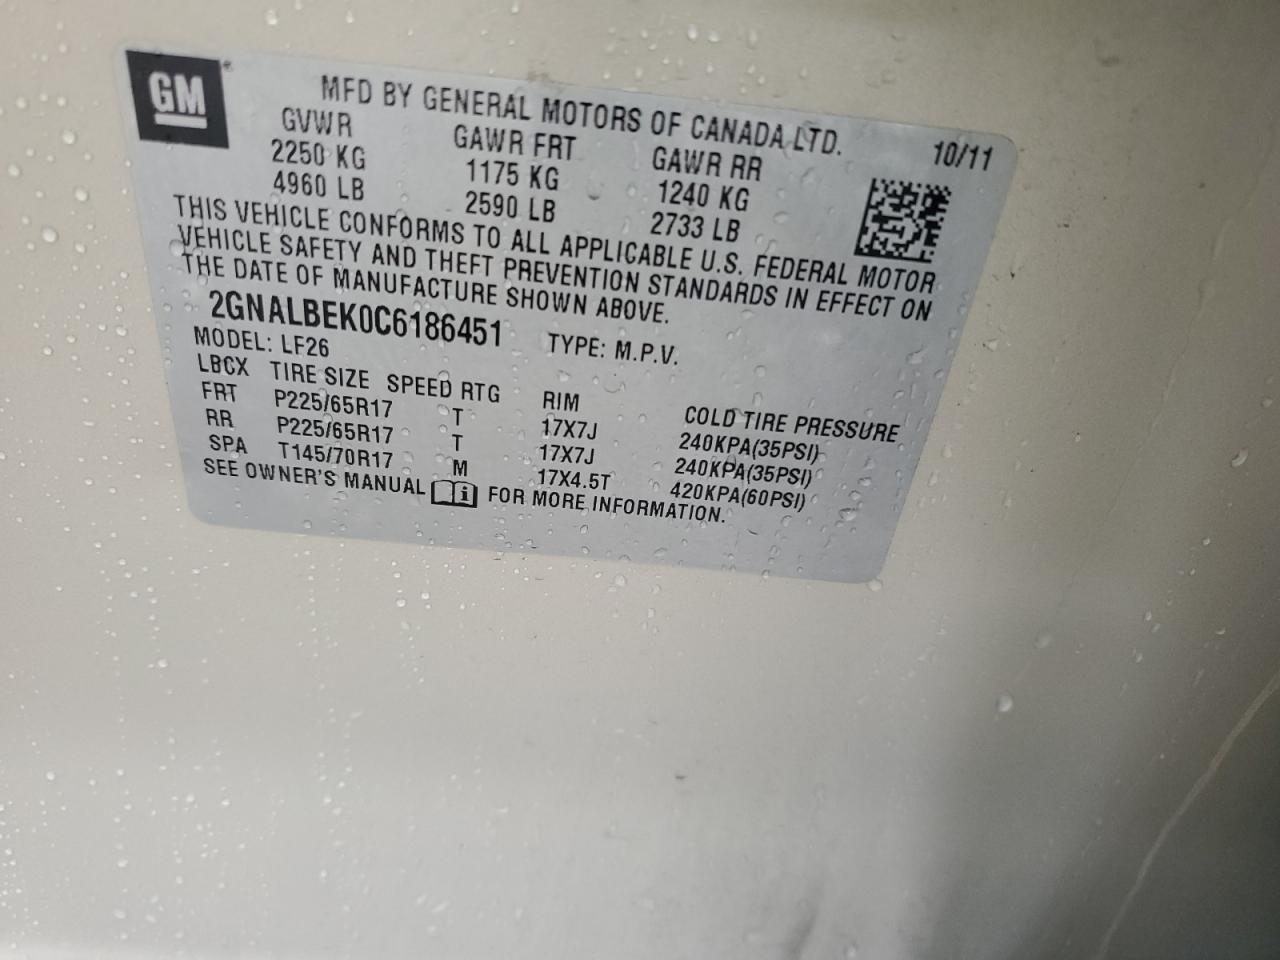 GM®
MFD BY GENERAL MOTORS OF CANADA LTD.
10/11
GVWR GAWR FRT GAWR RR
2250 KG 1175 KG 1240 KG
4960 LB 2590 LB 2733 LB
THIS VEHICLE CONFORMS TO ALL APPLICABLE U.S. FEDERAL MOTOR
VEHICLE SAFETY AND THEFT PREVENTION STANDARDS IN EFFECT ON
THE DATE OF MANUFACTURE SHOWN ABOVE.
2GNALBEK0C6186451 TYPE: M.P.V.
MODEL: LF26
LBCX TIRE SIZE SPEED RTG RIM COLD TIRE PRESSURE
FRT P225/65R17 T 17X7J 240KPA(35PSI)
RR P225/65R17 T 17X7J 240KPA(35PSI)
SPA T145/70R17 M 17X4.5T 420KPA(60PSI)
SEE OWNER'S MANUAL i FOR MORE INFORMATION.